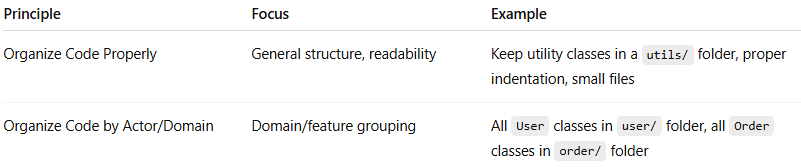 Principle Focus Example
Organize Code Properly General structure, readability Keep utility classes in a utils/ folder, proper
indentation, small files
Organize Code by Actor/Domain Domain/feature grouping All User classes in user/ folder, all Order
classes in order/ folder